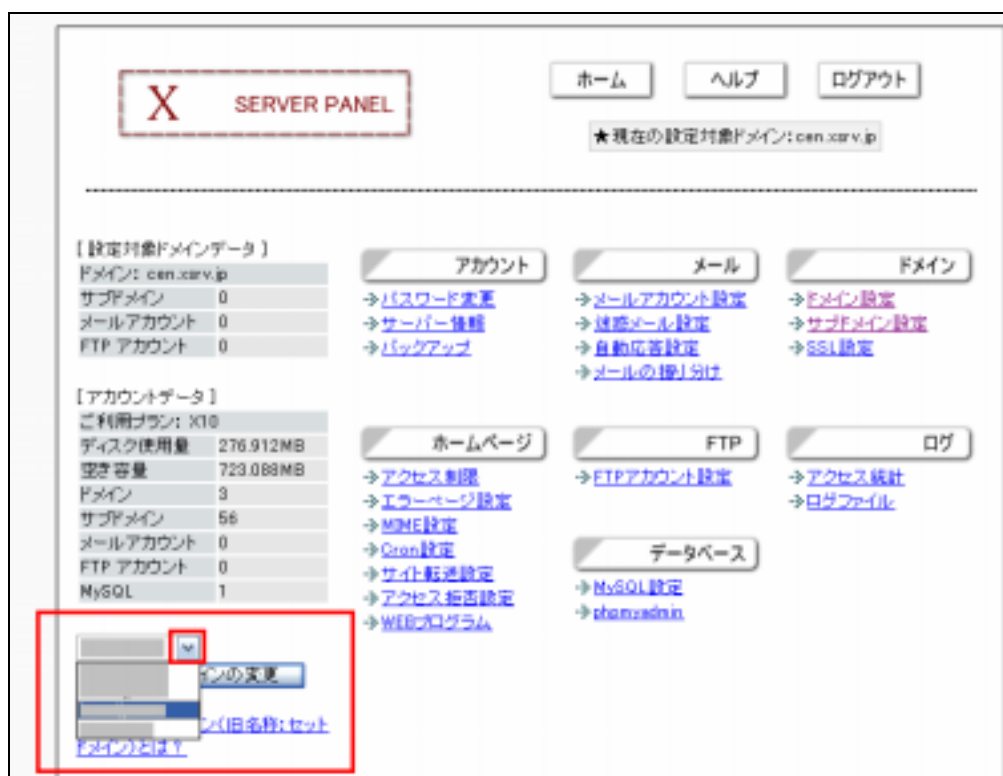 X SERVER PANEL
ホーム
ヘルプ
ログアウト
★現在の設定対象ドメイン:cen.xsrv.jp
[設定対象ドメインデータ]
ドメイン: cen.xsrv.jp
サブドメイン 0
メールアカウント 0
FTP アカウント 0
[アカウントデータ]
ご利用プラン: X10
ディスク使用量 276.912MB
空き容量 723.088MB
ドメイン 3
サブドメイン 56
メールアカウント 0
FTP アカウント 0
MySQL 1
インの変更
ン(旧名称:セット
ドメイン)とは?
アカウント
パスワード変更
サーバー情報
バックアップ
メール
メールアカウント設定
迷惑メール設定
自動応答設定
メールの振り分け
ドメイン
ドメイン設定
サブドメイン設定
SSL設定
ホームページ
アクセス制限
エラーページ設定
MIME設定
Cron設定
サイト転送設定
アクセス拒否設定
WEBプログラム
FTP
FTPアカウント設定
データベース
MySQL設定
phpmyadmin
ログ
アクセス統計
ログファイル